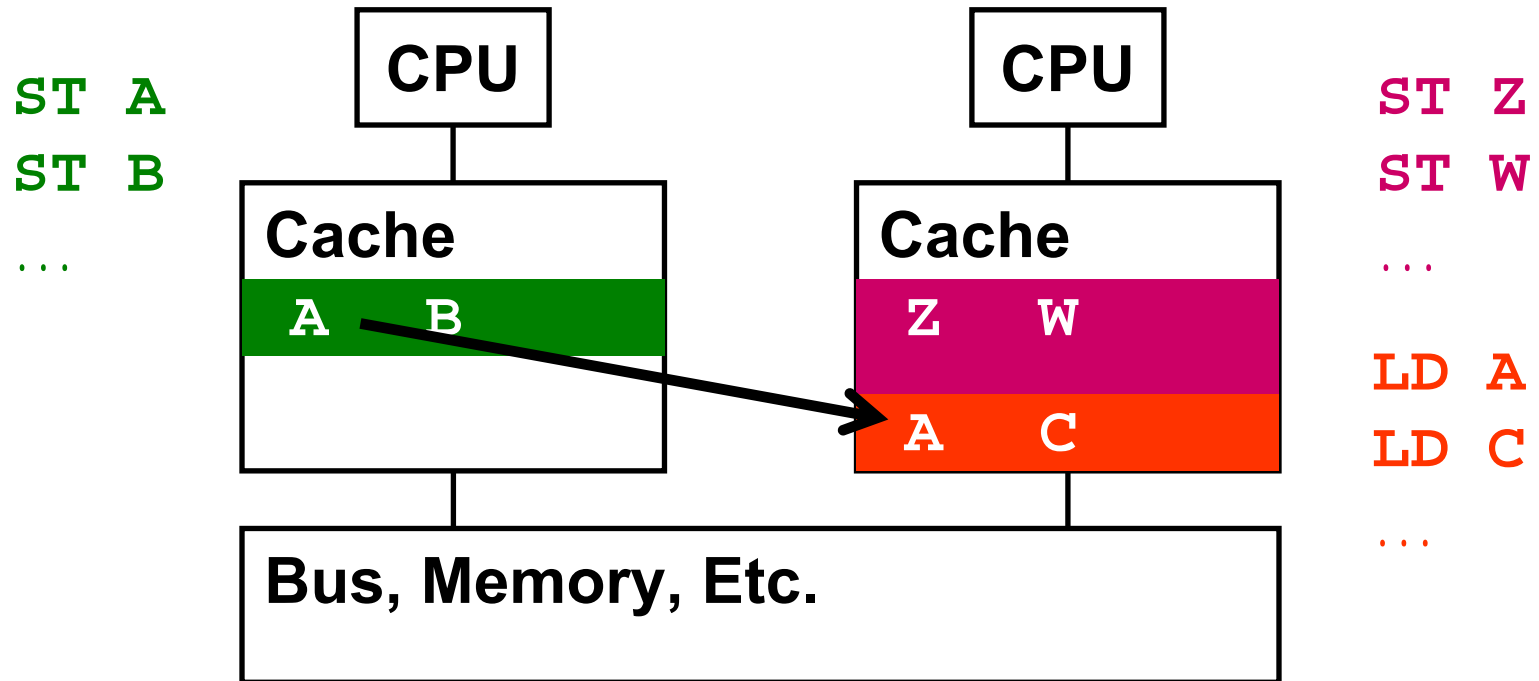 CPU
CPU
ST A
ST B
...
Cache
A B
Cache
Z W
A C
ST Z
ST W
...
LD A
LD C
...
Bus, Memory, Etc.